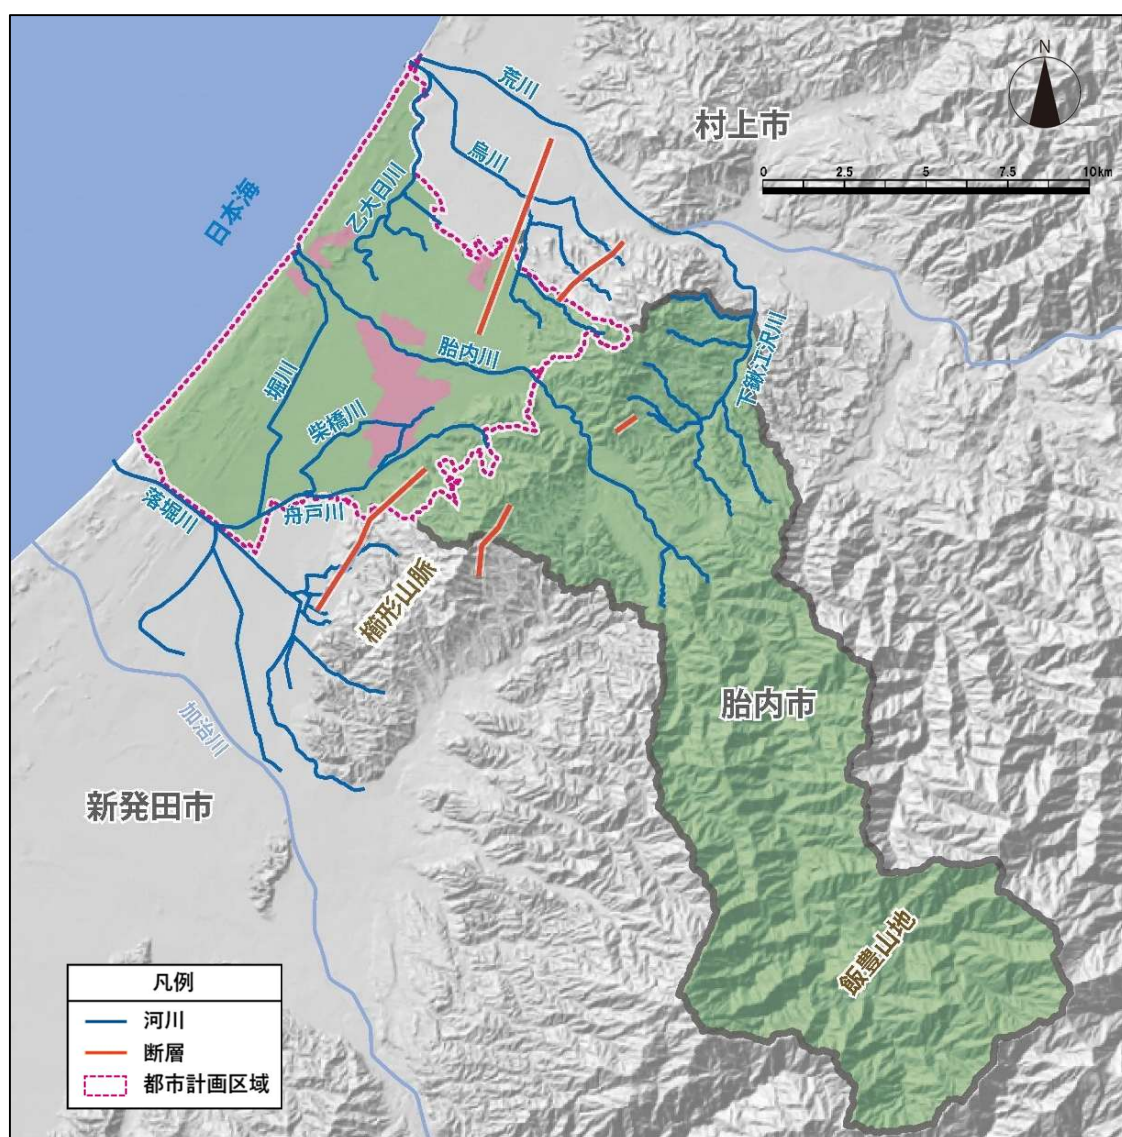 N
荒川
村上市
0 2.5 5 7.5 10km
烏川
乙大日川
日本海
胎内川
下鍬江沢川
堀川
柴橋川
落堀川
舟戸川
櫛形山脈
胎内市
加治川
新発田市
飯豊山地
凡例
河川
断層
都市計画区域